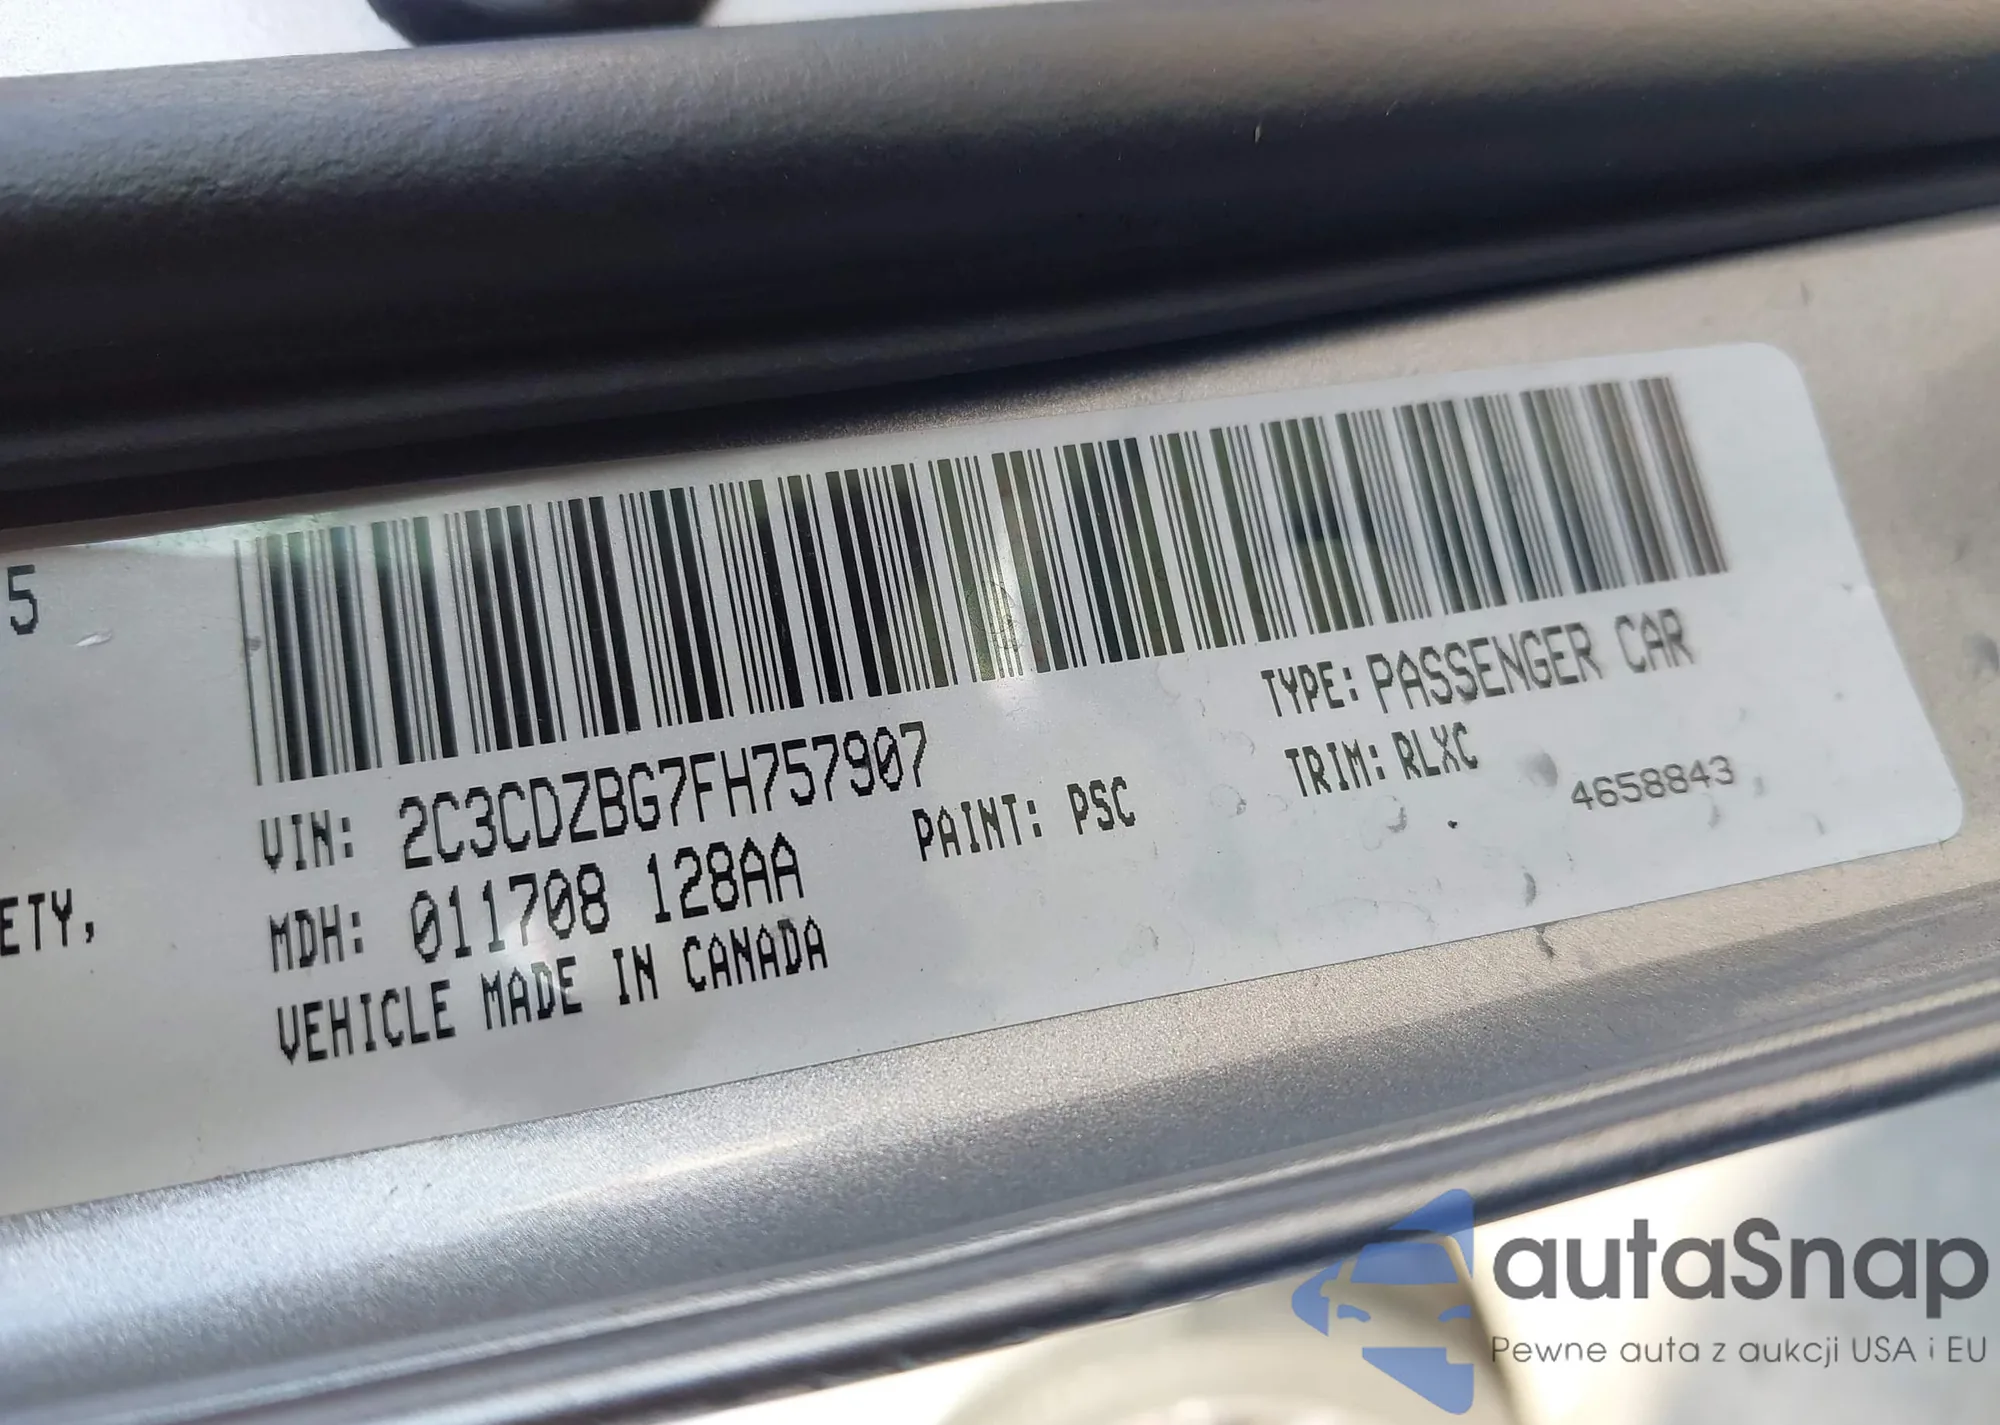 5
ETY,
VIN: 2C3CDZBG7FH757907
MDH: 011708 128AA
VEHICLE MADE IN CANADA
PAINT: PSC
TYPE: PASSENGER CAR
TRIM: RLXC
4658843
autaSnap
Pewne auta z aukcji USA i EU